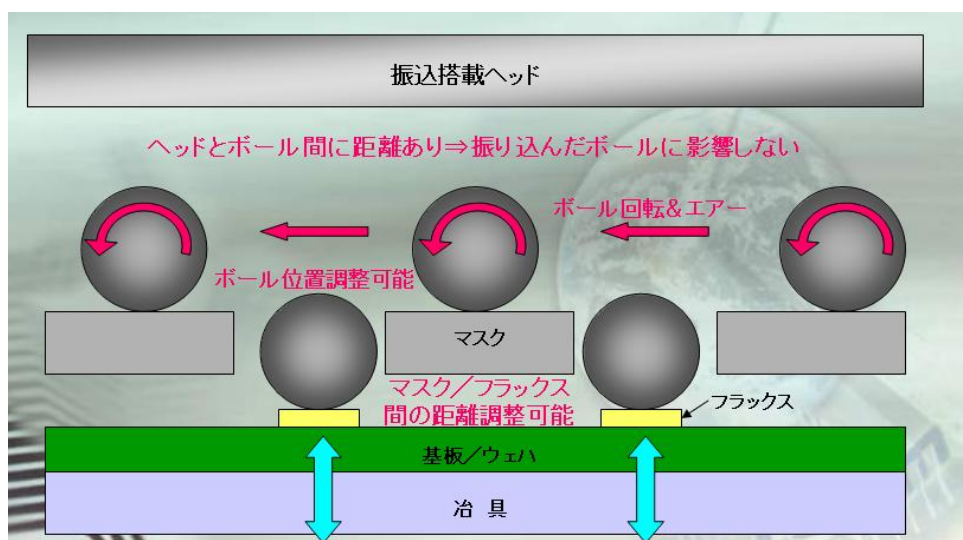 振込搭載ヘッド
ヘッドとボール間に距離あり⇒振り込んだボールに影響しない
ボール回転&エアー
ボール位置調整可能
マスク
マスク/フラックス
間の距離調整可能
フラックス
基板/ウェハ
冶 具